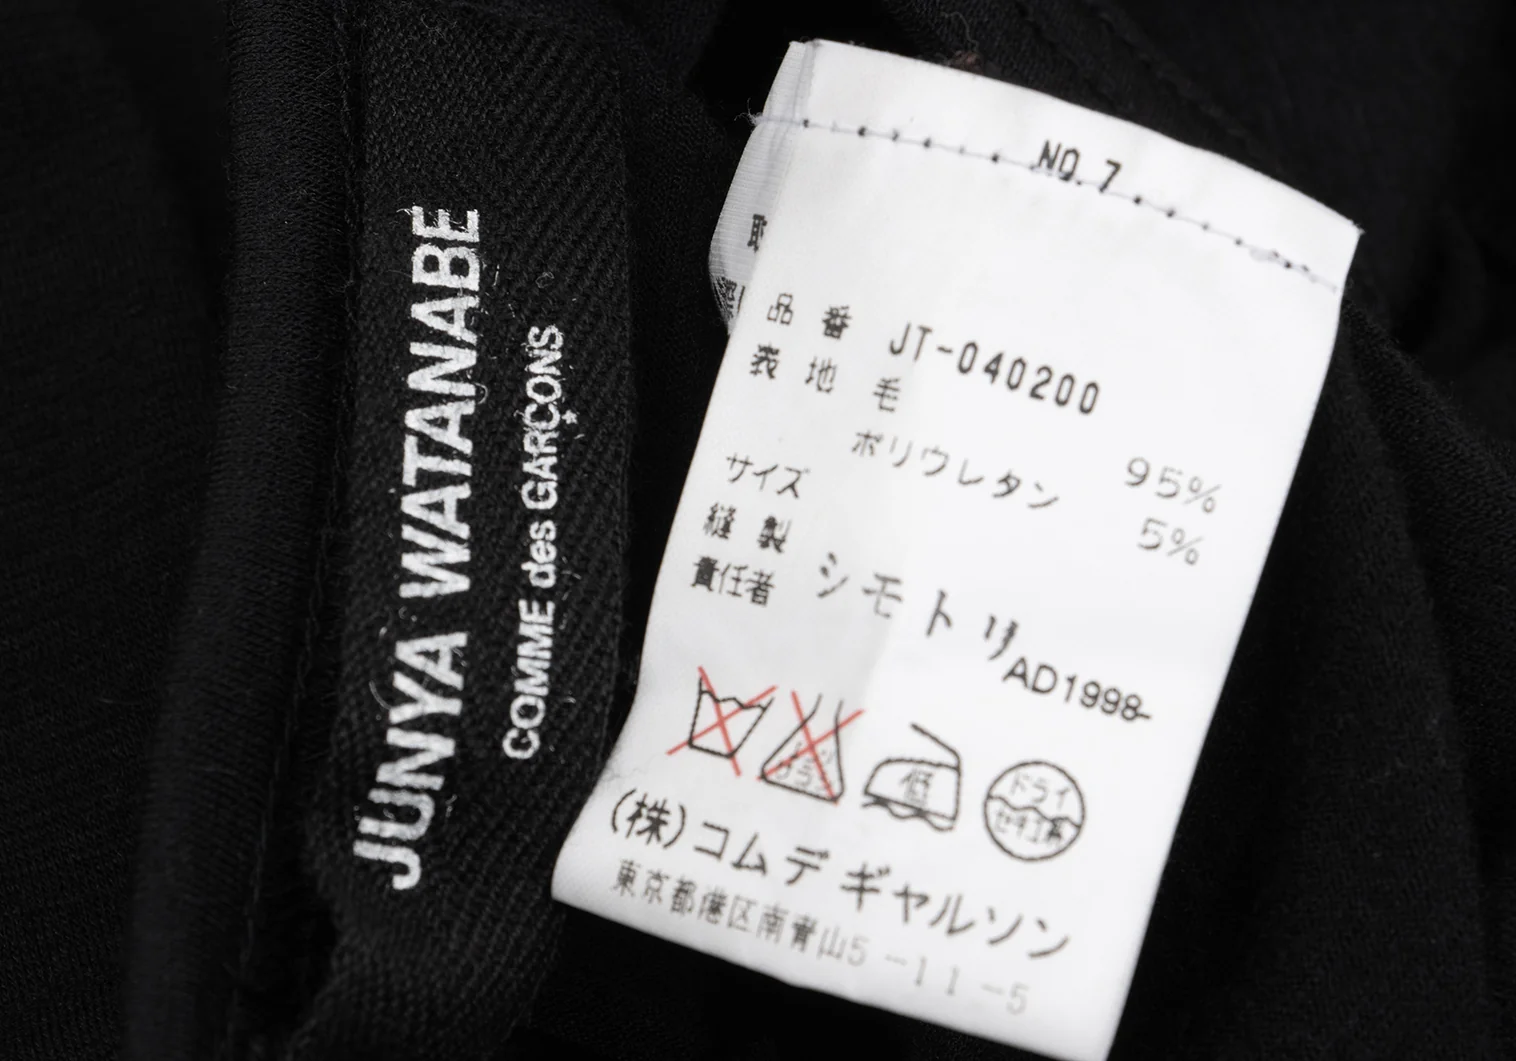 JUNYA WATANABE
COMME des GARÇONS
NO. 7
取
品番 JT-040200
表地 毛 95%
ポリウレタン 5%
サイズ
縫製 シモトリ
責任者
AD1998
低
ドライ
(株)コムデギャルソン
東京都港区南青山5-11-5